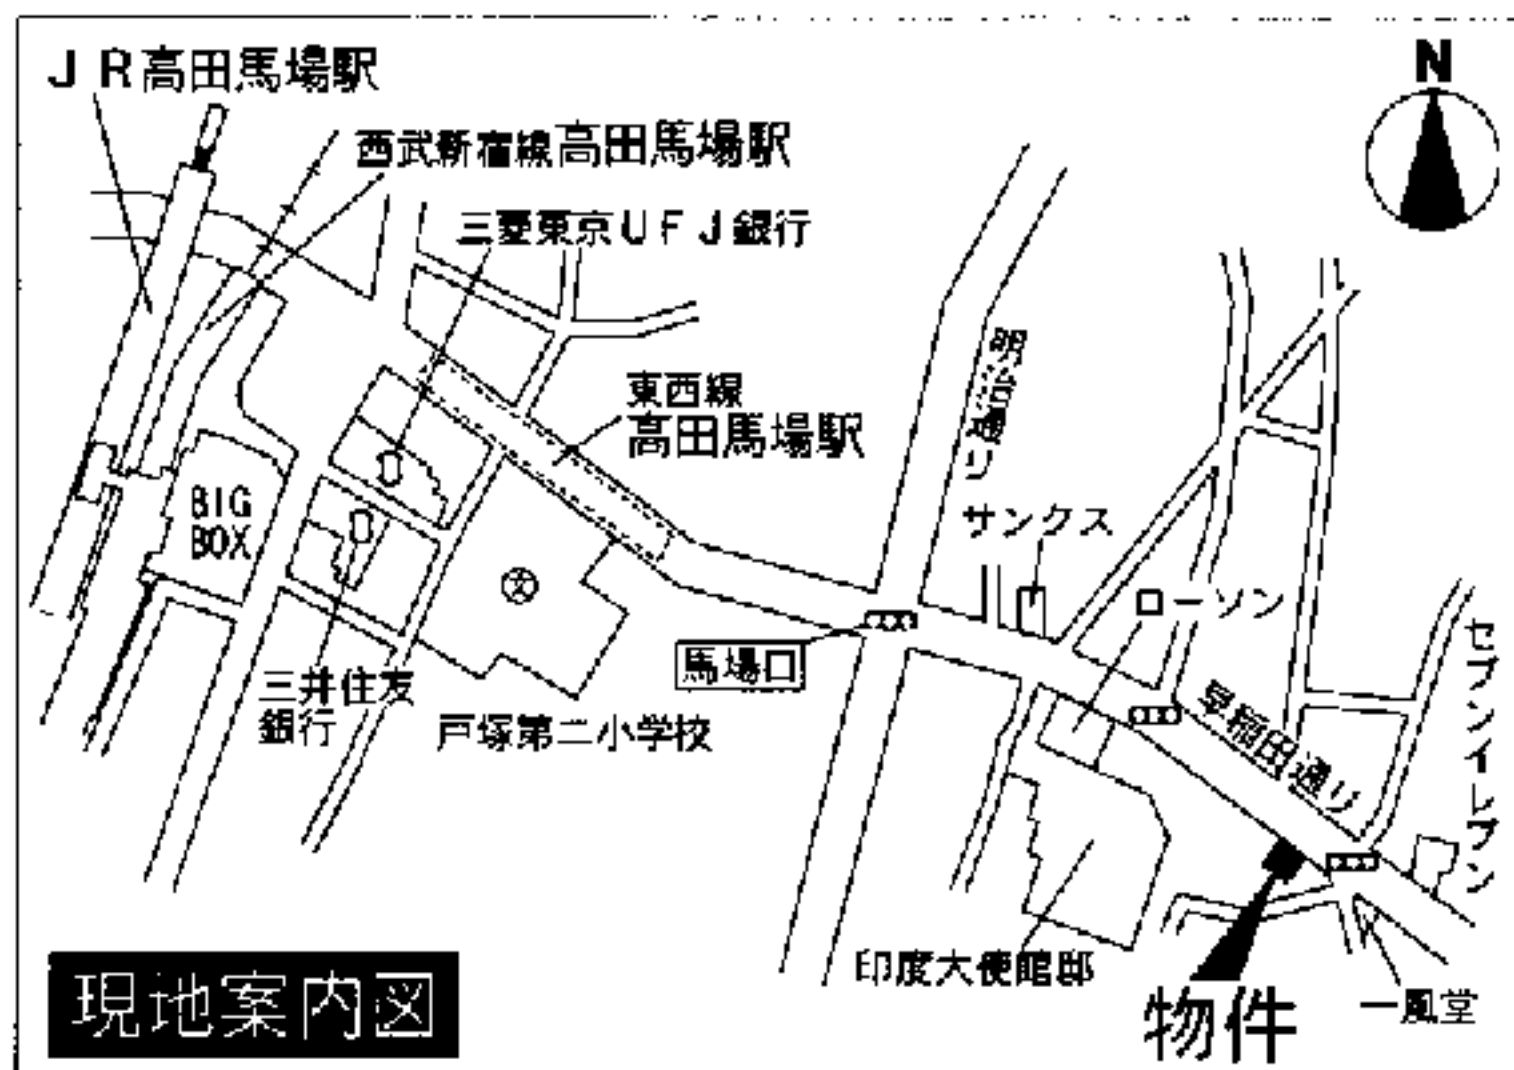 JR高田馬場駅
N
西武新宿線高田馬場駅
三菱東京UFJ銀行
明治通り
東西線
高田馬場駅
BIG
BOX
サンクス
文
ローソン
馬場口
セブンイレブン
三井住友
銀行
戸塚第二小学校
早稲田通り
印度大使館邸
現地案内図
物件
一風堂